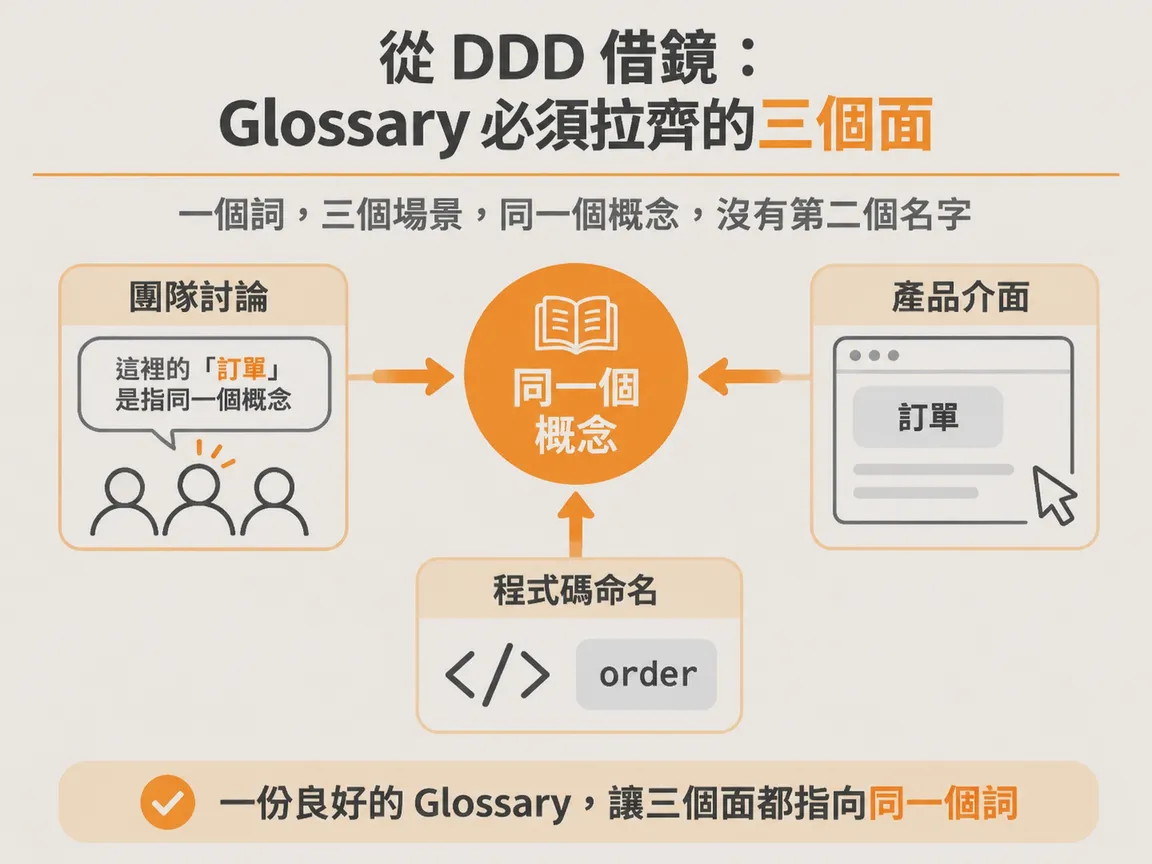 從 DDD 借鏡：
Glossary 必須拉齊的三個面
一個詞，三個場景，同一個概念，沒有第二個名字
團隊討論
這裡的「訂單」
是指同一個概念
同一個
概念
產品介面
訂單
程式碼命名
</> order
一份良好的 Glossary，讓三個面都指向同一個詞